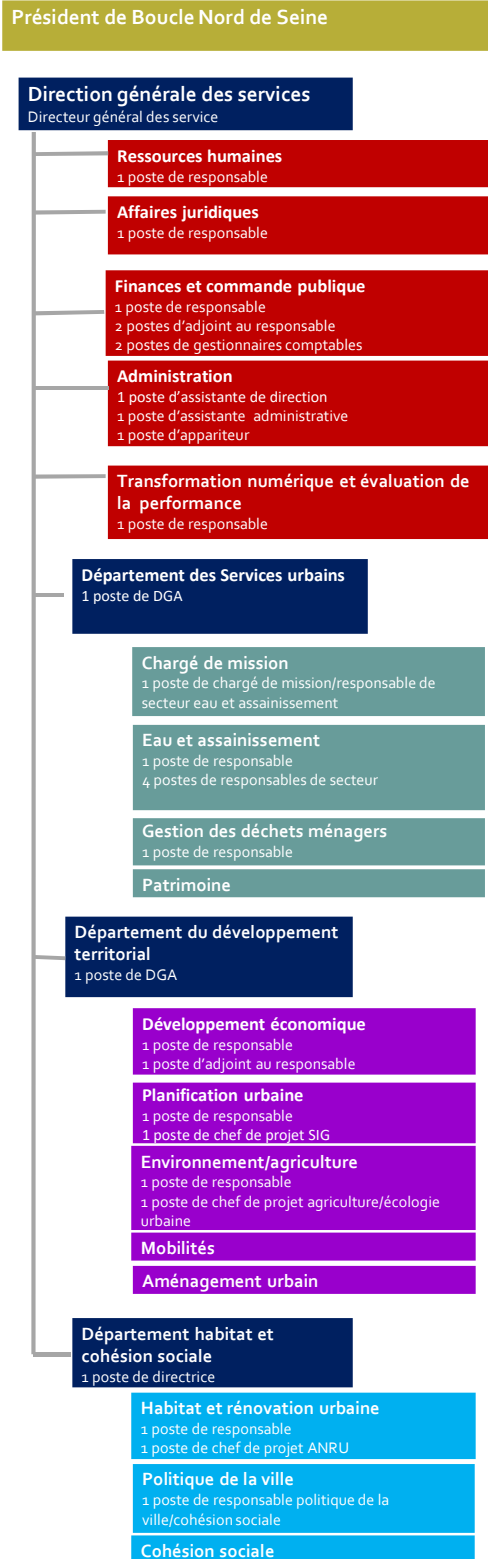 Président de Boucle Nord de Seine
Direction générale des services
Directeur général des service
Ressources humaines
1 poste de responsable
Affaires juridiques
1 poste de responsable
Finances et commande publique
1 poste de responsable
2 postes d'adjoint au responsable
2 postes de gestionnaires comptables
Administration
1 poste d'assistante de direction
1 poste d'assistante administrative
1 poste d'appariteur
Transformation numérique et évaluation de
la performance
1 poste de responsable
Département des Services urbains
1 poste de DGA
Chargé de mission
1 poste de chargé de mission/responsable de
secteur eau et assainissement
Eau et assainissement
1 poste de responsable
4 postes de responsables de secteur
Gestion des déchets ménagers
1 poste de responsable
Patrimoine
Département du développement
territorial
1 poste de DGA
Développement économique
1 poste de responsable
1 poste d'adjoint au responsable
Planification urbaine
1 poste de responsable
1 poste de chef de projet SIG
Environnement/agriculture
1 poste de responsable
1 poste de chef de projet agriculture/écologie
urbaine
Mobilités
Aménagement urbain
Département habitat et
cohésion sociale
1 poste de directrice
Habitat et rénovation urbaine
1 poste de responsable
1 poste de chef de projet ANRU
Politique de la ville
1 poste de responsable politique de la
ville/cohésion sociale
Cohésion sociale